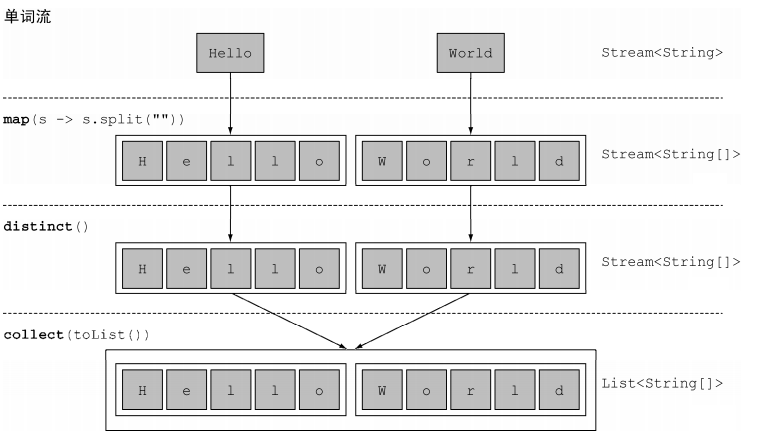 单词流
Hello World Stream<String>
map(s -> s.split(""))
H e l l o W o r l d Stream<String[]>
distinct()
H e l l o W o r l d Stream<String[]>
collect(toList())
H e l l o W o r l d List<String[]>